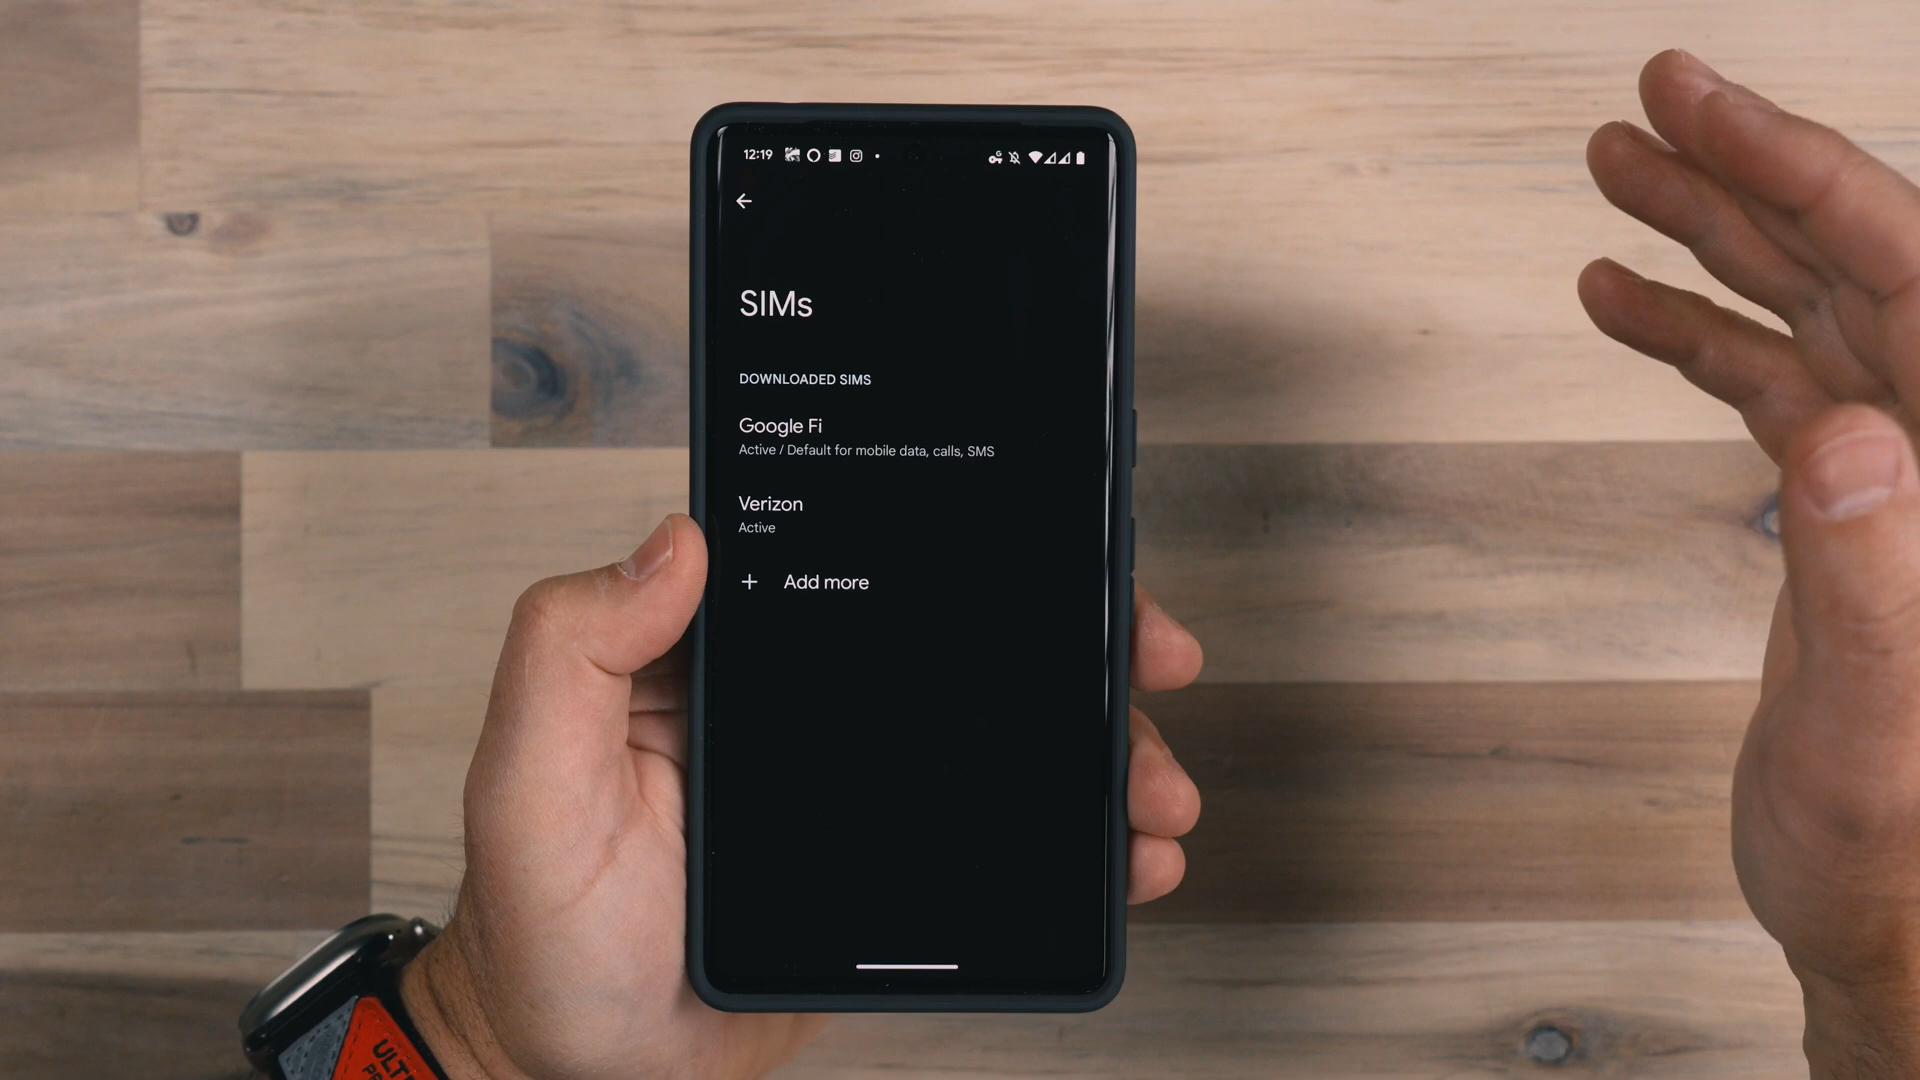 12:19
SIMs
DOWNLOADED SIMS
Google Fi
Active / Default for mobile data, calls, SMS
Verizon
Active
+ Add more